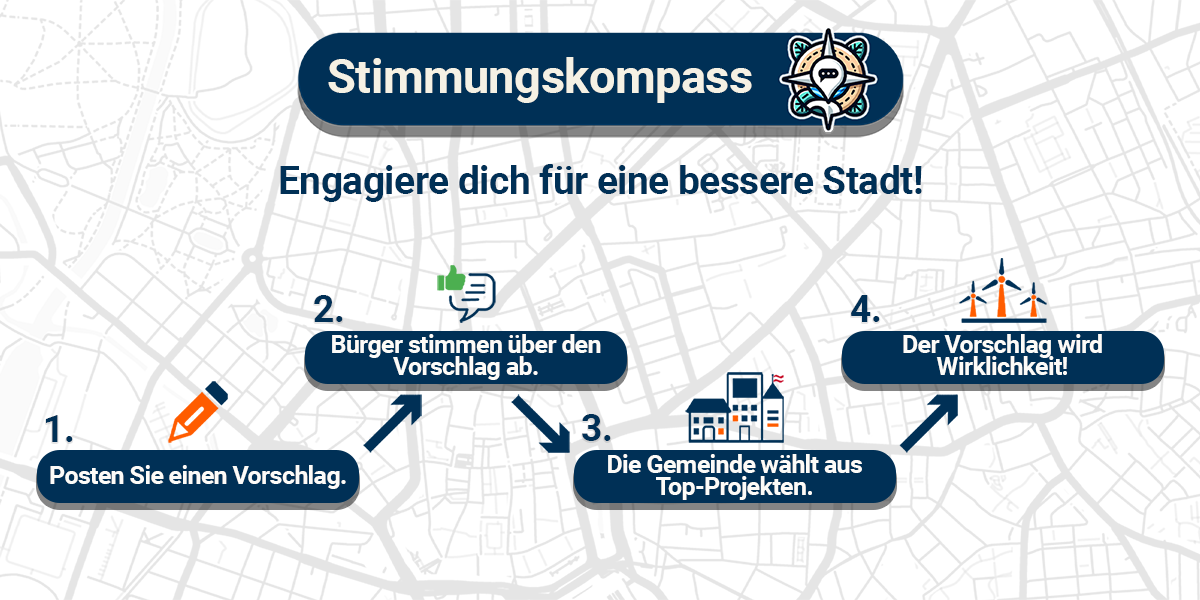 Stimmungskompass
Engagiere dich für eine bessere Stadt!
1.
Posten Sie einen Vorschlag.
2.
Bürger stimmen über den
Vorschlag ab.
3.
Die Gemeinde wählt aus
Top-Projekten.
4.
Der Vorschlag wird
Wirklichkeit!